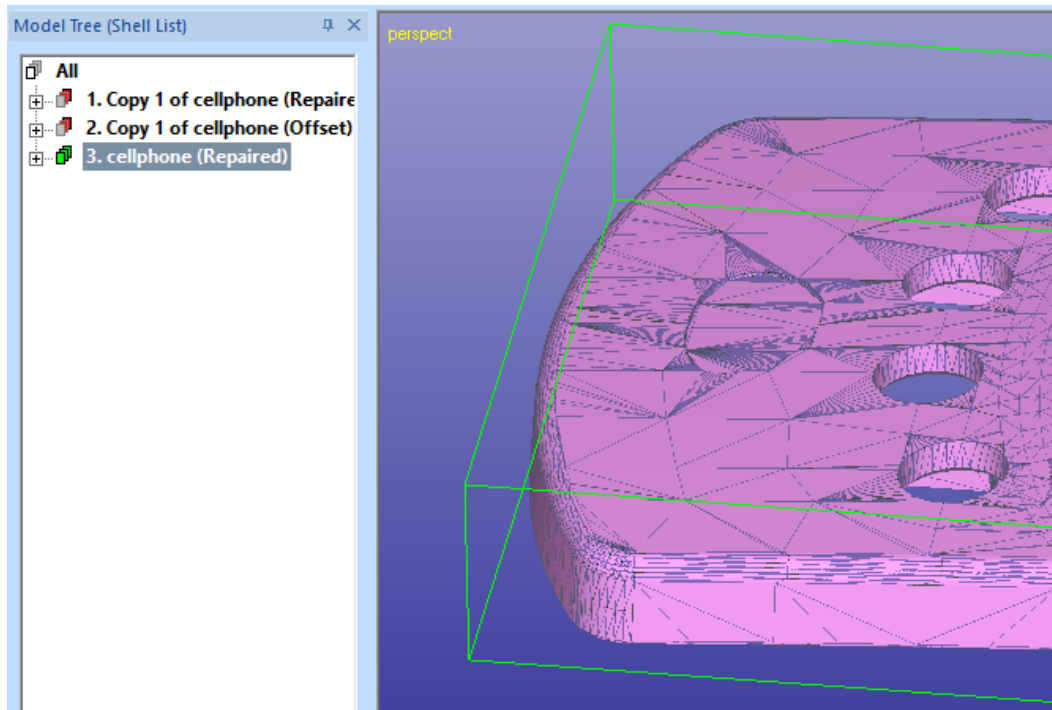 Model Tree (Shell List)
perspect
All
1. Copy 1 of cellphone (Repaire
2. Copy 1 of cellphone (Offset)
3. cellphone (Repaired)